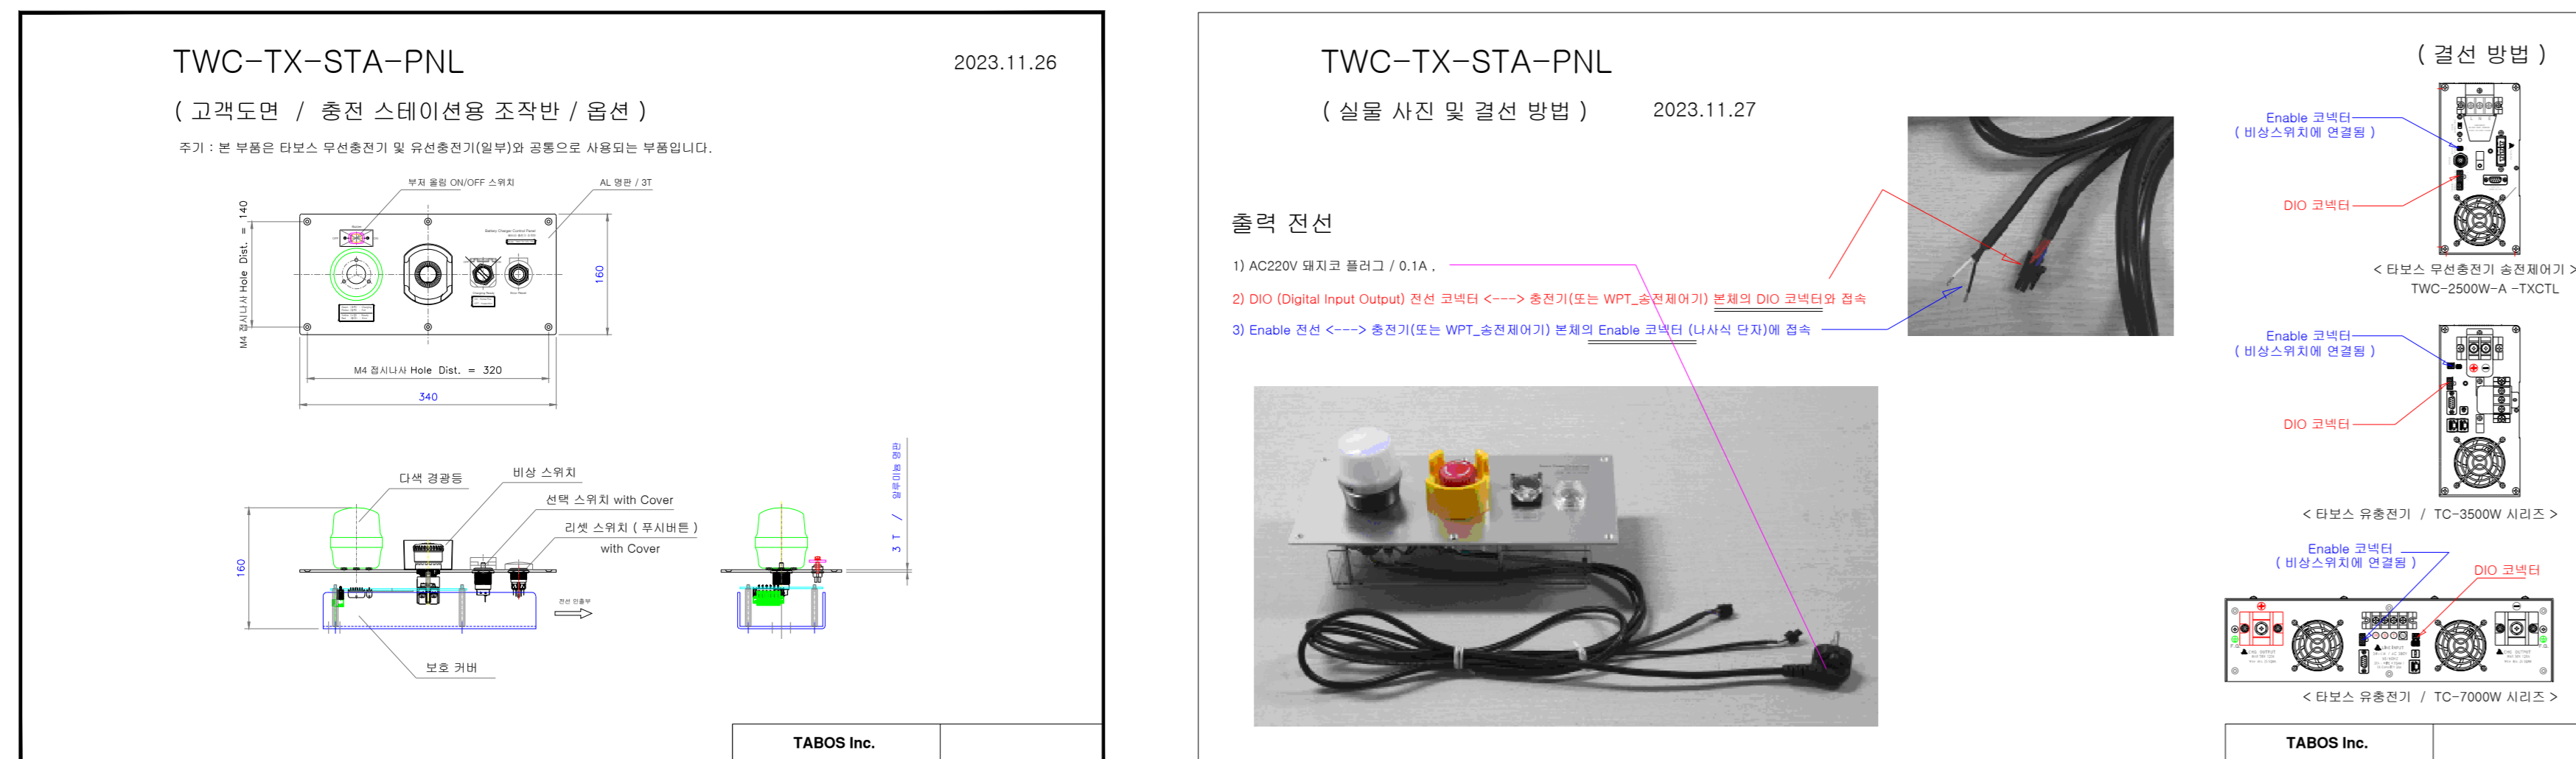 TWC-TX-STA-PNL
2023.11.26
( 고객도면 / 충전 스테이션용 조작반 / 옵션 )
주기 : 본 부품은 타보스 무선충전기 및 유선충전기(일부)와 공통으로 사용되는 부품입니다.
부저 울림 ON/OFF 스위치
AL 명판 / 3T
M4 접시나사 Hole Dist. = 140
160
M4 접시나사 Hole Dist. = 320
340
다색 경광등
비상 스위치
선택 스위치 with Cover
리셋 스위치 ( 푸시버튼 )
with Cover
160
전선 인출부
보호 커버
3 T / 알루미늄 명판
TABOS Inc.
TWC-TX-STA-PNL
( 실물 사진 및 결선 방법 )
2023.11.27
출력 전선
1) AC220V 돼지코 플러그 / 0.1A ,
2) DIO (Digital Input Output) 전선 코넥터 <---> 충전기(또는 WPT_송전제어기) 본체의 DIO 코넥터와 접속
3) Enable 전선 <---> 충전기(또는 WPT_송전제어기) 본체의 Enable 코넥터 (나사식 단자)에 접속
( 결선 방법 )
Enable 코넥터
( 비상스위치에 연결됨 )
DIO 코넥터
< 타보스 무선충전기 송전제어기 >
TWC-2500W-A -TXCTL
Enable 코넥터
( 비상스위치에 연결됨 )
DIO 코넥터
< 타보스 유충전기 / TC-3500W 시리즈 >
Enable 코넥터
( 비상스위치에 연결됨 )
DIO 코넥터
< 타보스 유충전기 / TC-7000W 시리즈 >
TABOS Inc.